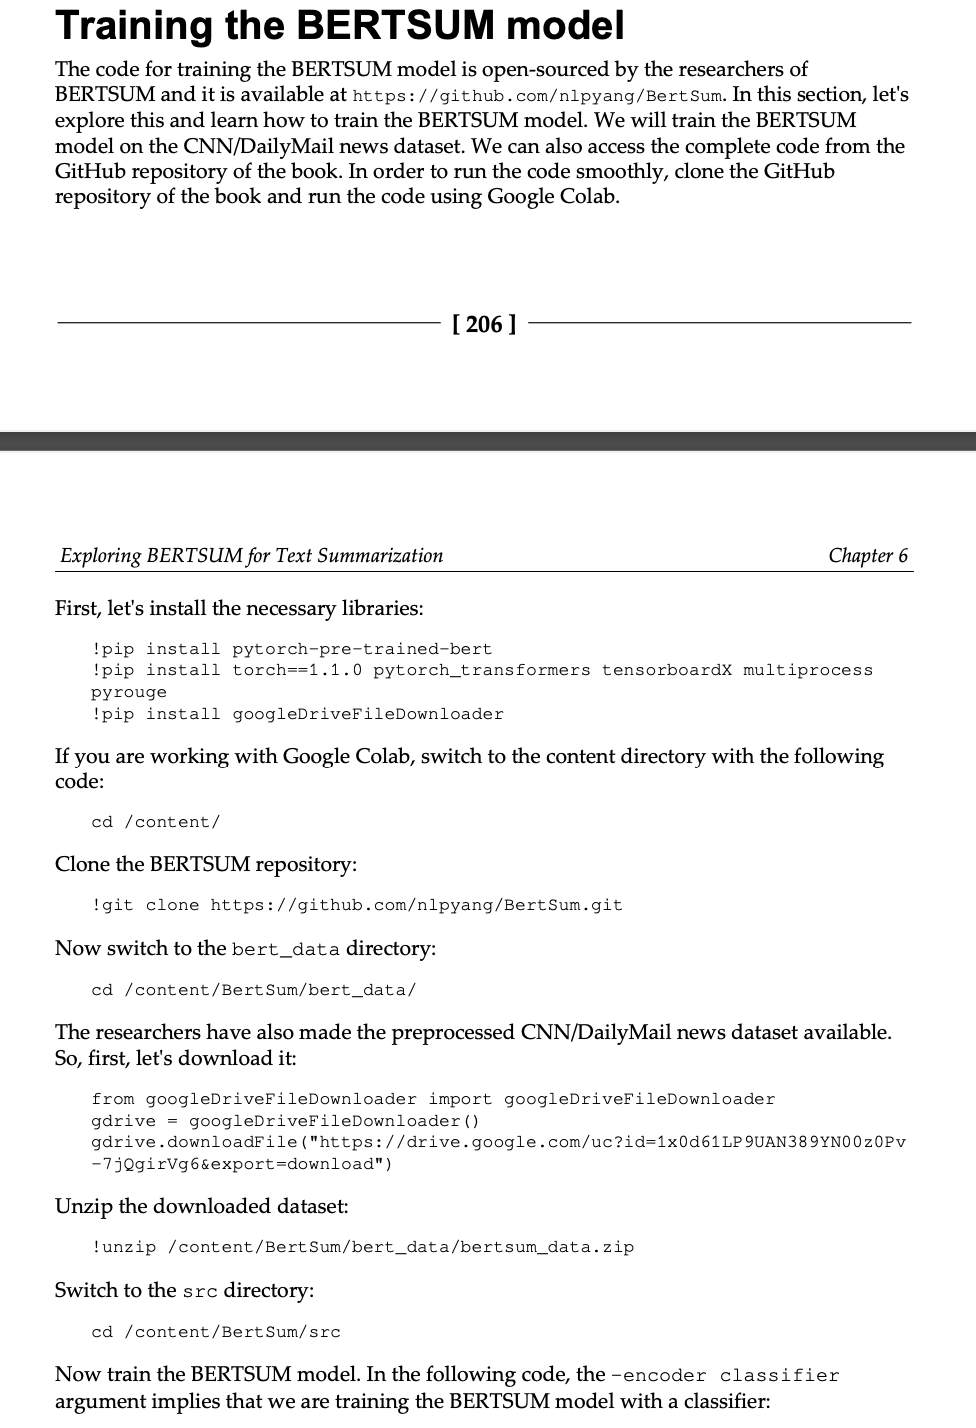 Training the BERTSUM model
The code for training the BERTSUM model is open-sourced by the researchers of
BERTSUM and it is available at https://github.com/nlpyang/BertSum. In this section, let's
explore this and learn how to train the BERTSUM model. We will train the BERTSUM
model on the CNN/DailyMail news dataset. We can also access the complete code from the
GitHub repository of the book. In order to run the code smoothly, clone the GitHub
repository of the book and run the code using Google Colab.
[ 206 ]
Exploring BERTSUM for Text Summarization Chapter 6
First, let's install the necessary libraries:
!pip install pytorch-pre-trained-bert
!pip install torch==1.1.0 pytorch_transformers tensorboardX multiprocess
pyrouge
!pip install googleDriveFileDownloader
If you are working with Google Colab, switch to the content directory with the following
code:
cd /content/
Clone the BERTSUM repository:
!git clone https://github.com/nlpyang/BertSum.git
Now switch to the bert_data directory:
cd /content/BertSum/bert_data/
The researchers have also made the preprocessed CNN/DailyMail news dataset available.
So, first, let's download it:
from googleDriveFileDownloader import googleDriveFileDownloader
gdrive = googleDriveFileDownloader()
gdrive.downloadFile("https://drive.google.com/uc?id=1x0d61LP9UAN389YN00z0Pv
-7jQgirVg6&export=download")
Unzip the downloaded dataset:
!unzip /content/BertSum/bert_data/bertsum_data.zip
Switch to the src directory:
cd /content/BertSum/src
Now train the BERTSUM model. In the following code, the -encoder classifier
argument implies that we are training the BERTSUM model with a classifier: